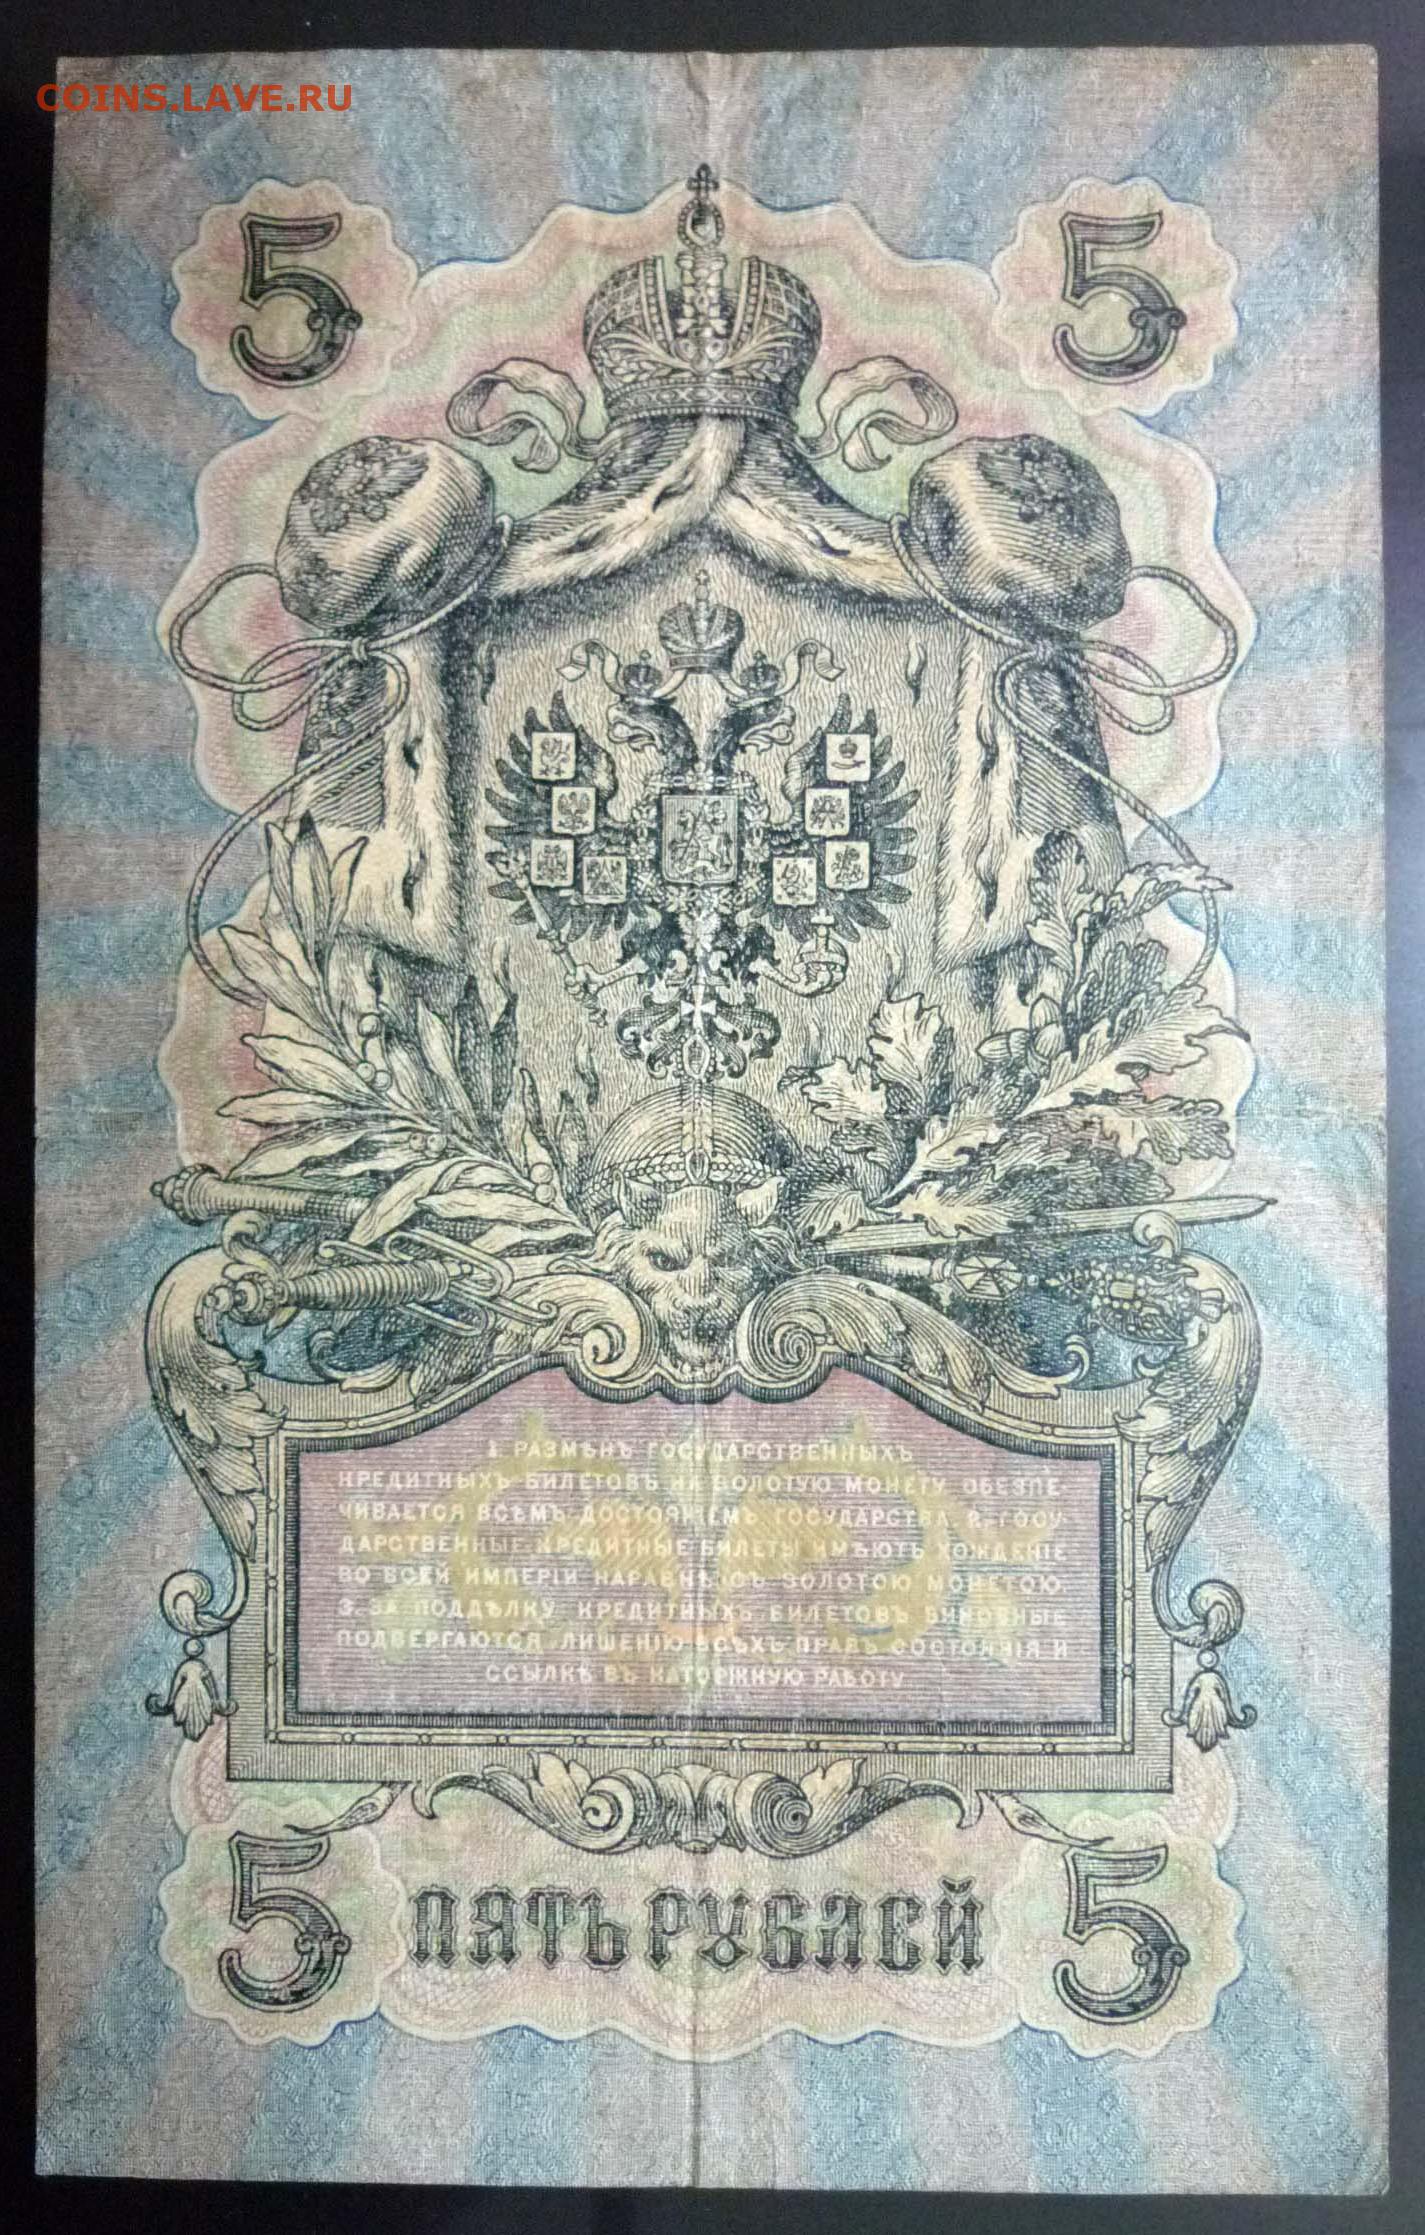 COINS.LAVE.RU
5 5
1 РАЗМѢНЪ ГОСУДАРСТВЕННЫХЪ
КРЕДИТНЫХЪ БИЛЕТОВЪ НА ЗОЛОТУЮ МОНЕТУ ОБЕЗПЕ-
ЧИВАЕТСЯ ВСѢМЪ ДОСТОЯНІЕМЪ ГОСУДАРСТВА. 2. ГОСУ-
ДАРСТВЕННЫЕ КРЕДИТНЫЕ БИЛЕТЫ ИМѢЮТЪ ХОЖДЕНІЕ
ВО ВСЕЙ ИМПЕРІИ НАРАВНѢ СЪ ЗОЛОТОЮ МОНЕТОЮ.
3. ЗА ПОДДѢЛКУ КРЕДИТНЫХЪ БИЛЕТОВЪ ВИНОВНЫЕ
ПОДВЕРГАЮТСЯ ЛИШЕНІЮ ВСѢХЪ ПРАВЪ СОСТОЯНІЯ И
ССЫЛКѢ ВЪ КАТОРЖНУЮ РАБОТУ
5 ПЯТЬ РУБЛЕЙ 5